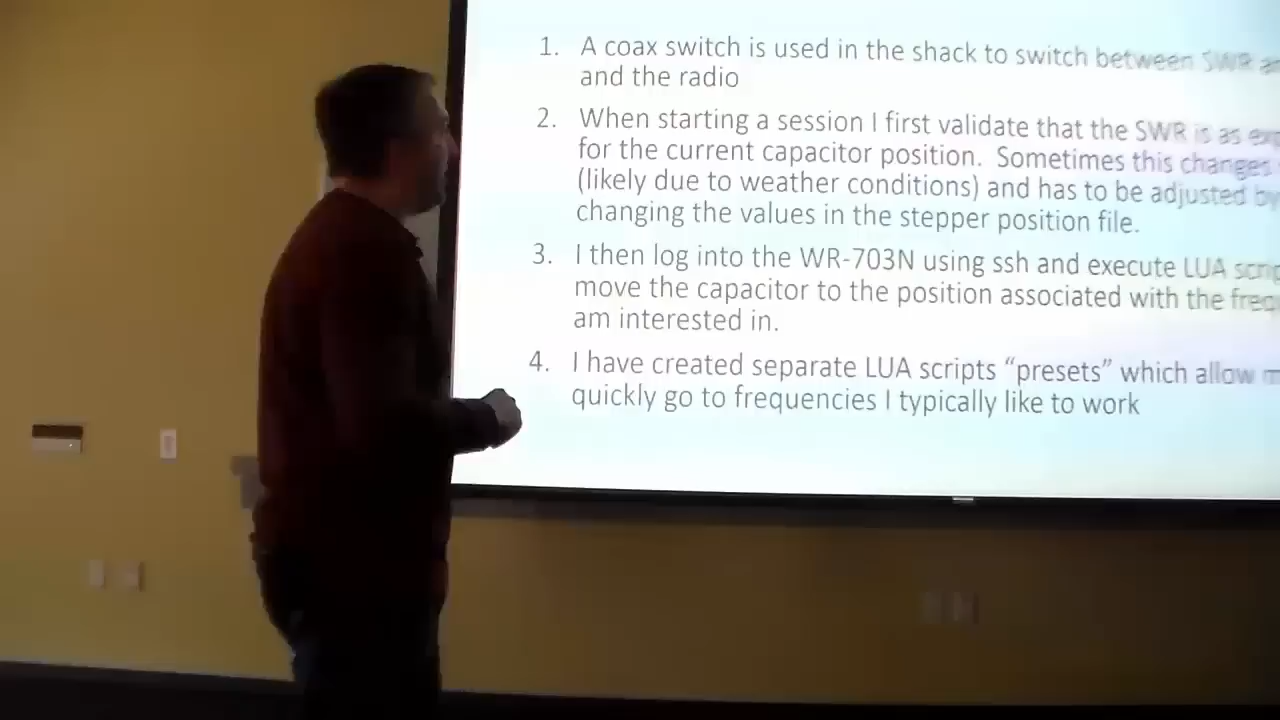 1. A coax switch is used in the shack to switch between SWR
and the radio
2. When starting a session I first validate that the SWR is as
for the current capacitor position. Sometimes this changes
(likely due to weather conditions) and has to be adjusted by
changing the values in the stepper position file.
3. I then log into the WR-703N using ssh and execute LUA
move the capacitor to the position associated with the
am interested in.
4. I have created separate LUA scripts “presets” which allow
quickly go to frequencies I typically like to work